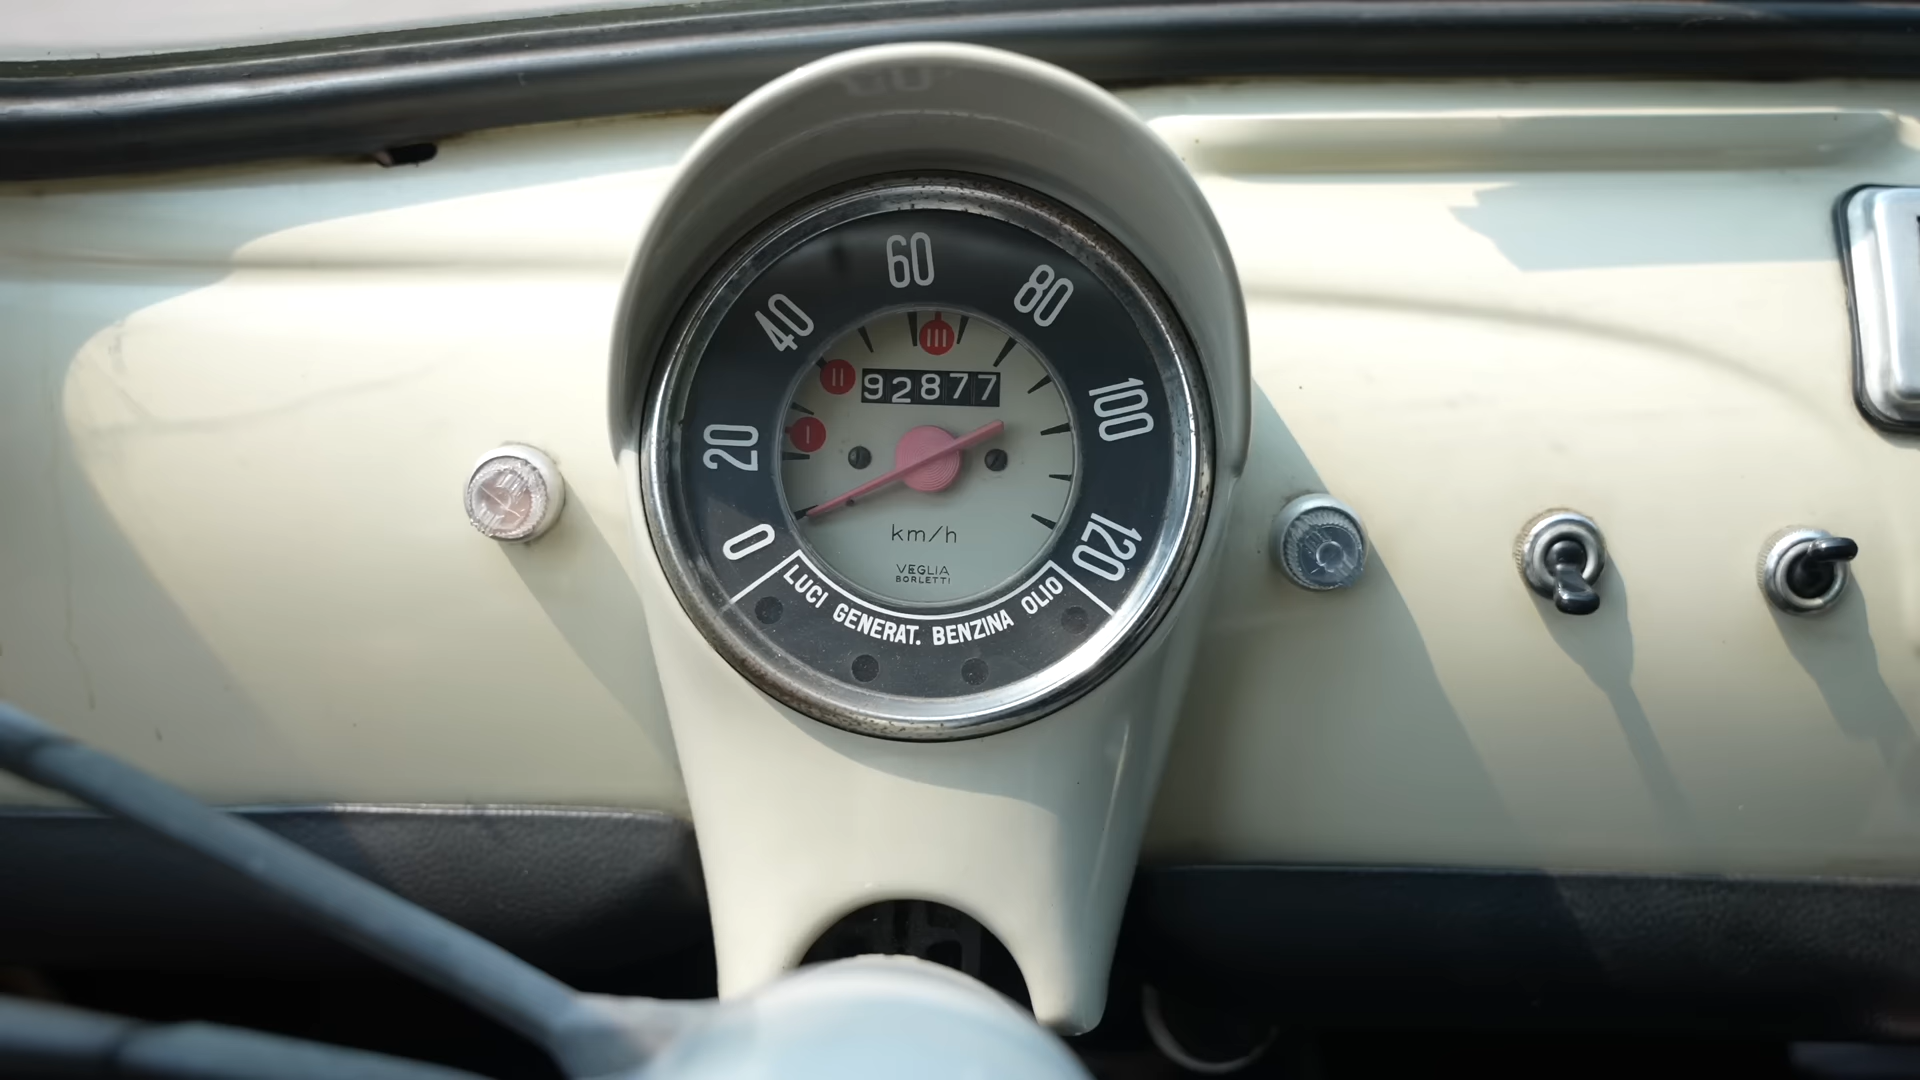 60
40
80
III
II
92877
100
I
20
km/h
0
120
VEGLIA
BORLETTI
LUCI GENERAT. BENZINA OLIO